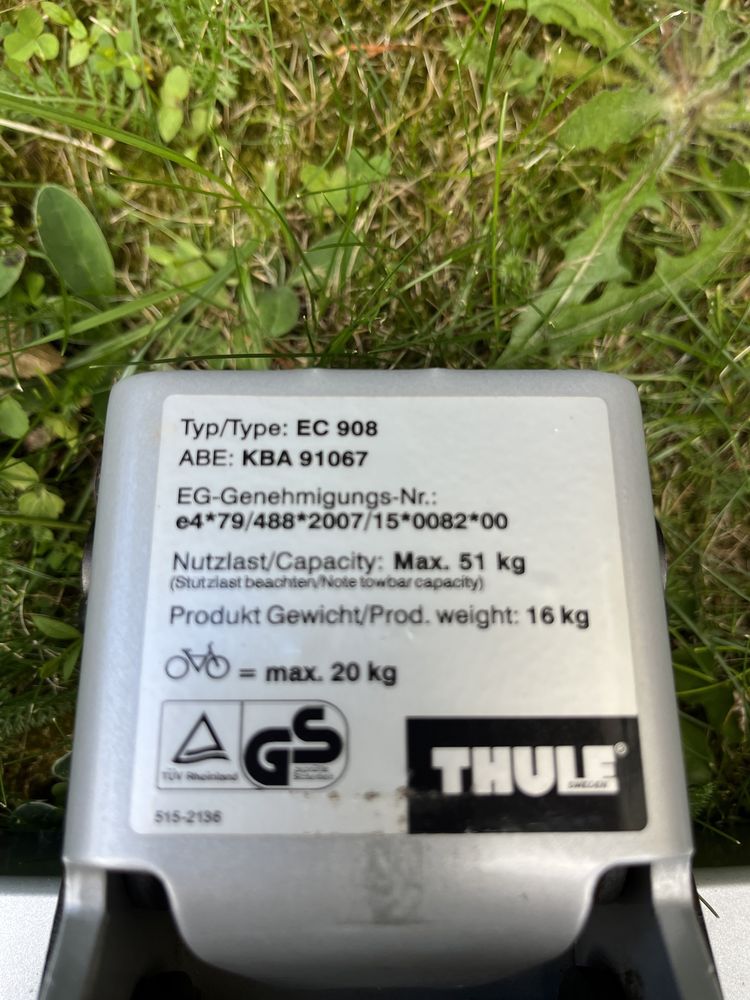 Typ/Type: EC 908
ABE: KBA 91067
EG-Genehmigungs-Nr.:
e4*79/488*2007/15*0082*00
Nutzlast/Capacity: Max. 51 kg
(Stutzlast beachten/Note towbar capacity)
Produkt Gewicht/Prod. weight: 16 kg
= max. 20 kg
TÜV Rheinland
GS
THULE®
SWEDEN
515-2136